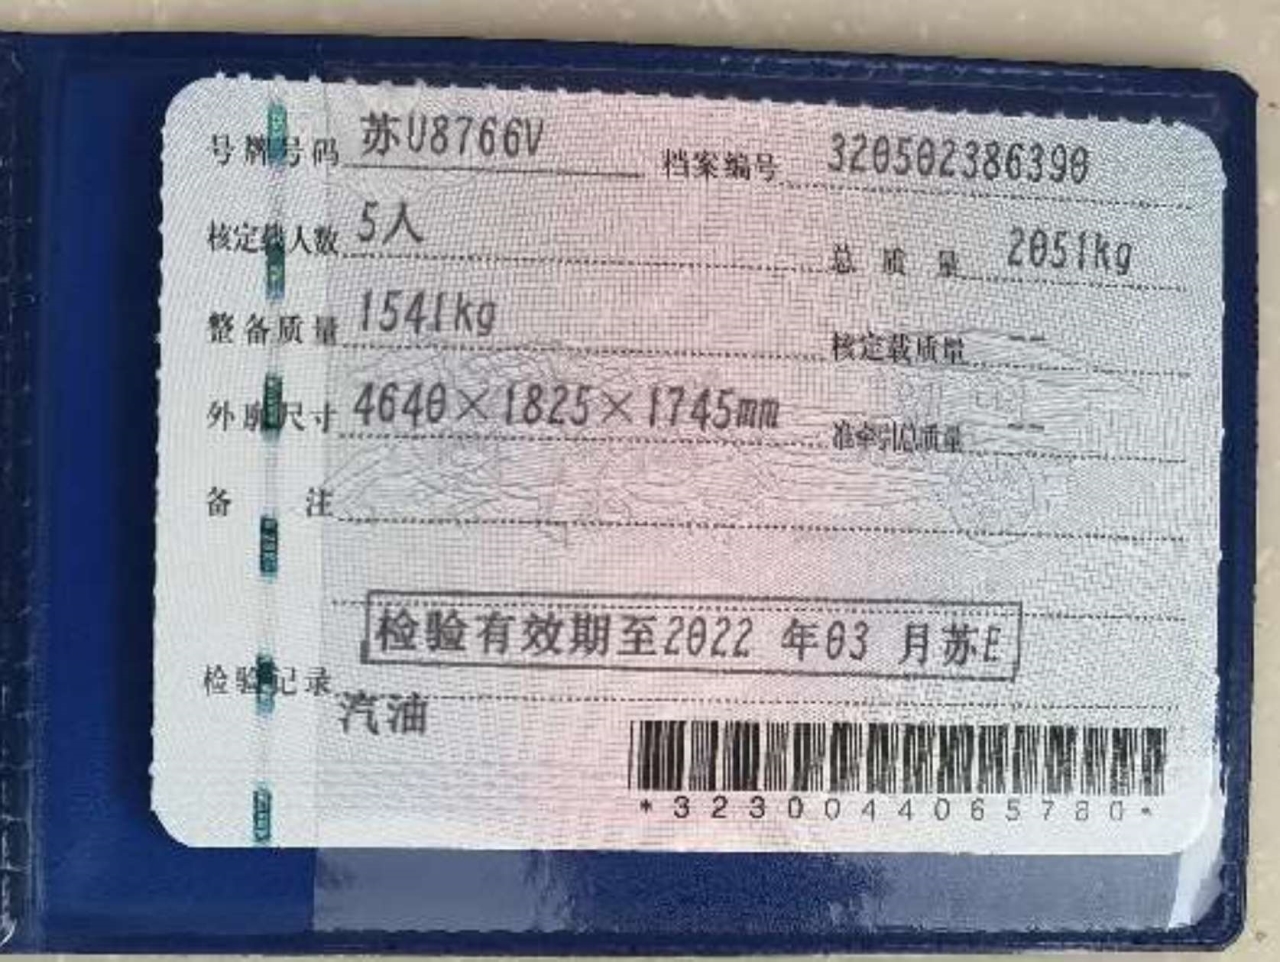 号牌号码 苏U8766V 档案编号 320502386390
核定载人数 5人 总质量 2051kg
整备质量 1541kg 核定载质量 --
外廓尺寸 4640×1825×1745mm 准牵引总质量 --
备注
检验有效期至2022年03月苏E
检验记录
汽油
*3230044065780*